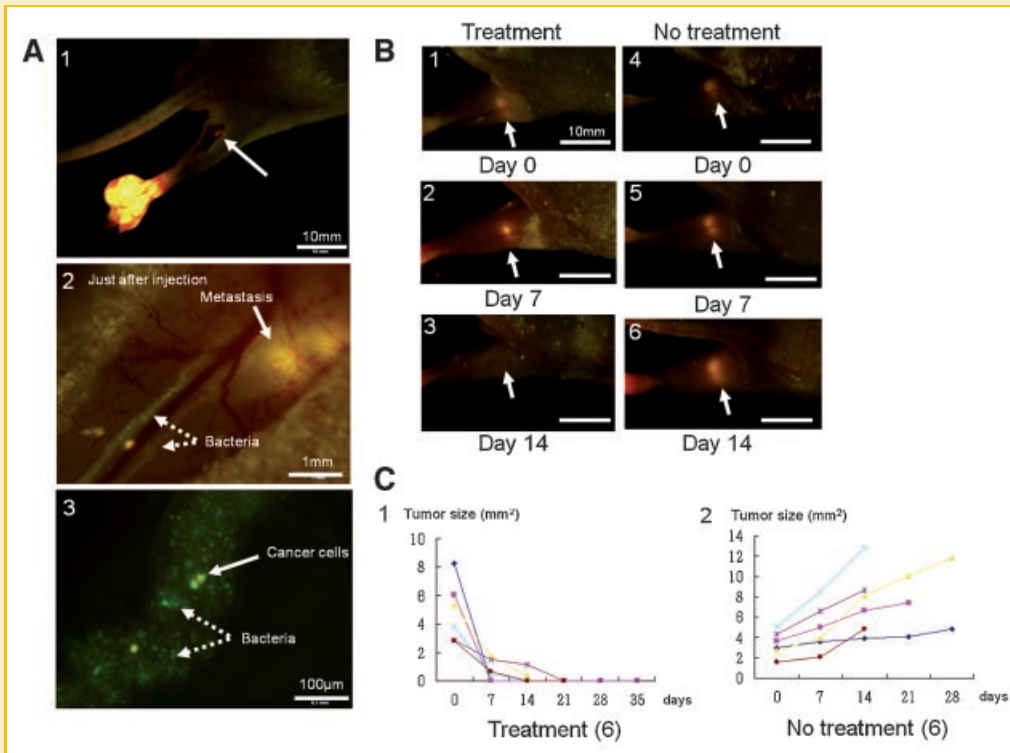 A
1
10mm
2
Just after injection
Metastasis
Bacteria
1mm
3
Cancer cells
Bacteria
100µm
B
Treatment No treatment
1
10mm
Day 0
4
Day 0
2
Day 7
5
Day 7
3
Day 14
6
Day 14
C
1 Tumor size (mm²)
10
8
6
4
2
0
0 7 14 21 28 35 days
Treatment (6)
2 Tumor size (mm²)
14
12
10
8
6
4
2
0
0 7 14 21 28 days
No treatment (6)